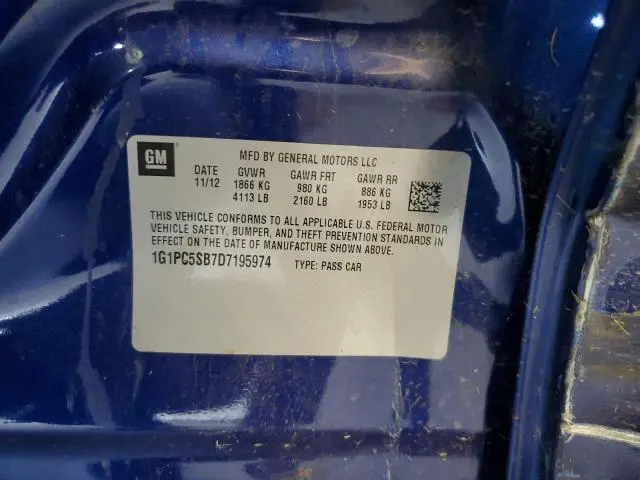 GM
MFD BY GENERAL MOTORS LLC
DATE GVWR GAWR FRT GAWR RR
11/12 1866 KG 980 KG 886 KG
4113 LB 2160 LB 1953 LB
THIS VEHICLE CONFORMS TO ALL APPLICABLE U.S. FEDERAL MOTOR
VEHICLE SAFETY, BUMPER, AND THEFT PREVENTION STANDARDS IN
EFFECT ON THE DATE OF MANUFACTURE SHOWN ABOVE.
1G1PC5SB7D7195974 TYPE: PASS CAR